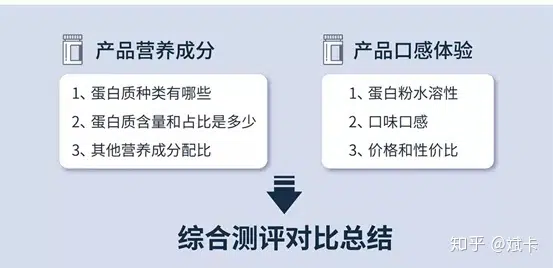 产品营养成分
1、蛋白质种类有哪些
2、蛋白质含量和占比是多少
3、其他营养成分配比
产品口感体验
1、蛋白粉水溶性
2、口味口感
3、价格和性价比
综合测评对比总结
知乎 @斌卡